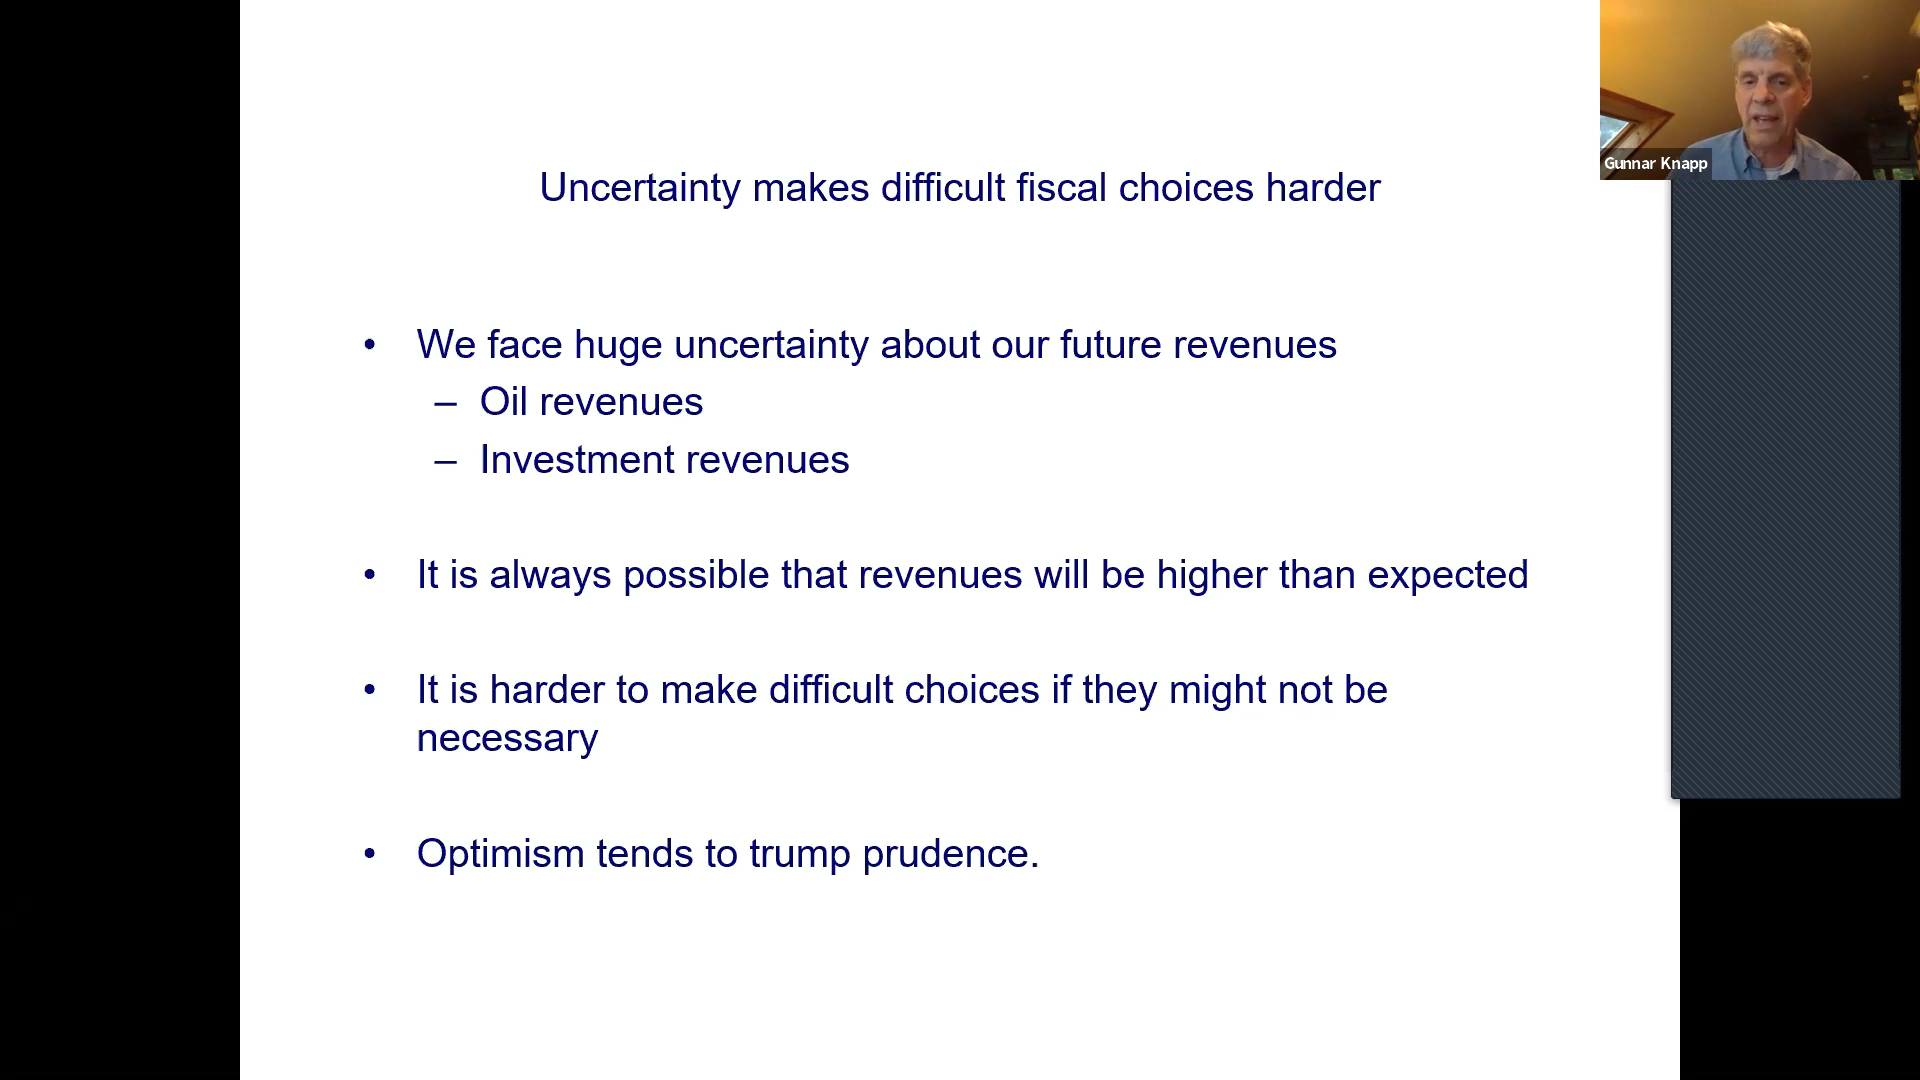 Gunnar Knapp
Uncertainty makes difficult fiscal choices harder
• We face huge uncertainty about our future revenues
– Oil revenues
– Investment revenues
• It is always possible that revenues will be higher than expected
• It is harder to make difficult choices if they might not be
necessary
• Optimism tends to trump prudence.